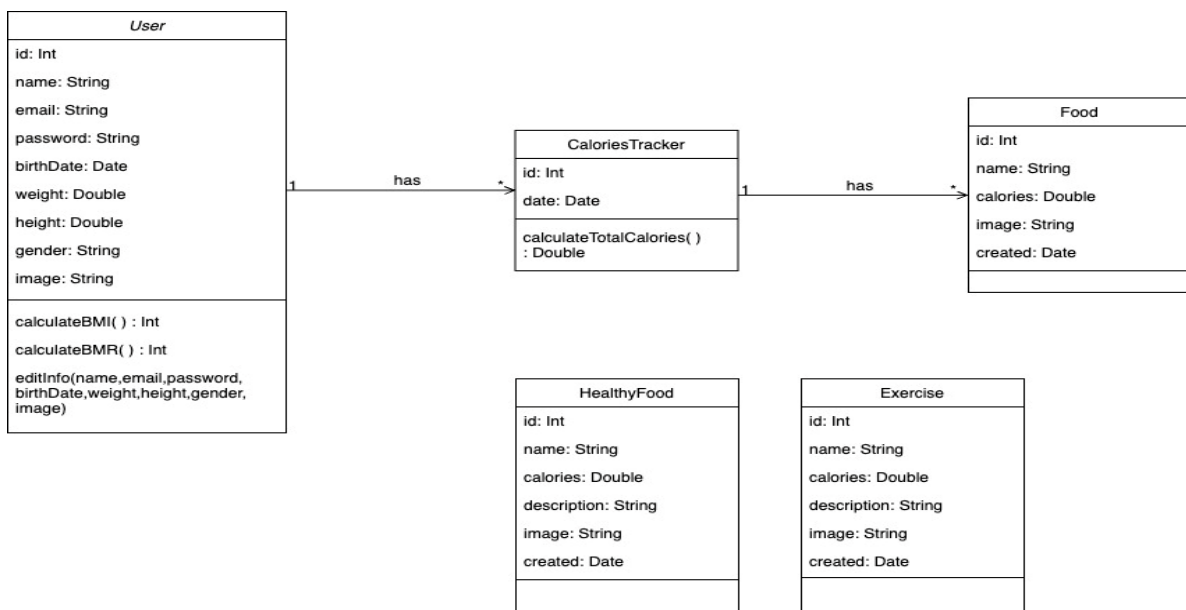 User
id: Int
name: String
email: String
password: String
birthDate: Date
weight: Double
height: Double
gender: String
image: String
calculateBMI( ) : Int
calculateBMR( ) : Int
editInfo(name,email,password,
birthDate,weight,height,gender,
image)
1
has
*
CaloriesTracker
id: Int
date: Date
calculateTotalCalories( )
: Double
1
has
*
Food
id: Int
name: String
calories: Double
image: String
created: Date
HealthyFood
id: Int
name: String
calories: Double
description: String
image: String
created: Date
Exercise
id: Int
name: String
calories: Double
description: String
image: String
created: Date